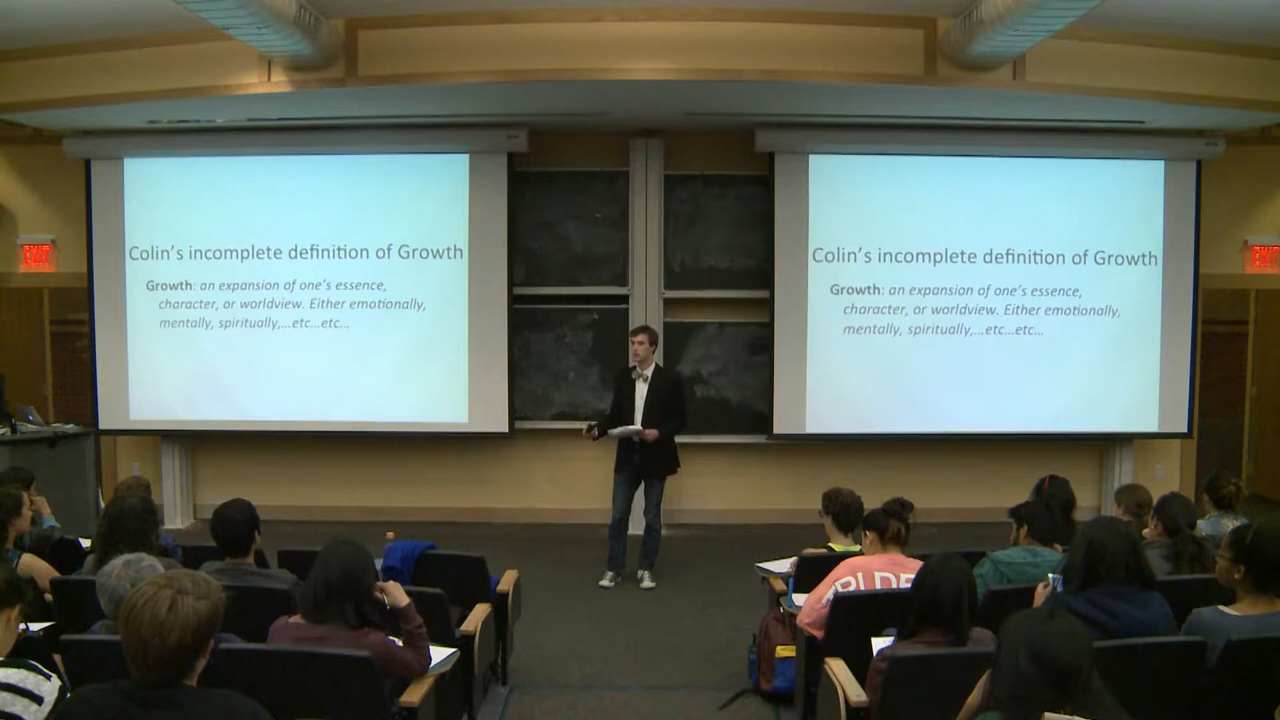 EXIT
Colin's incomplete definition of Growth
Growth: an expansion of one's essence,
character, or worldview. Either emotionally,
mentally, spiritually,...etc...etc...
Colin's incomplete definition of Growth
Growth: an expansion of one's essence,
character, or worldview. Either emotionally,
mentally, spiritually,...etc...etc...
EXIT